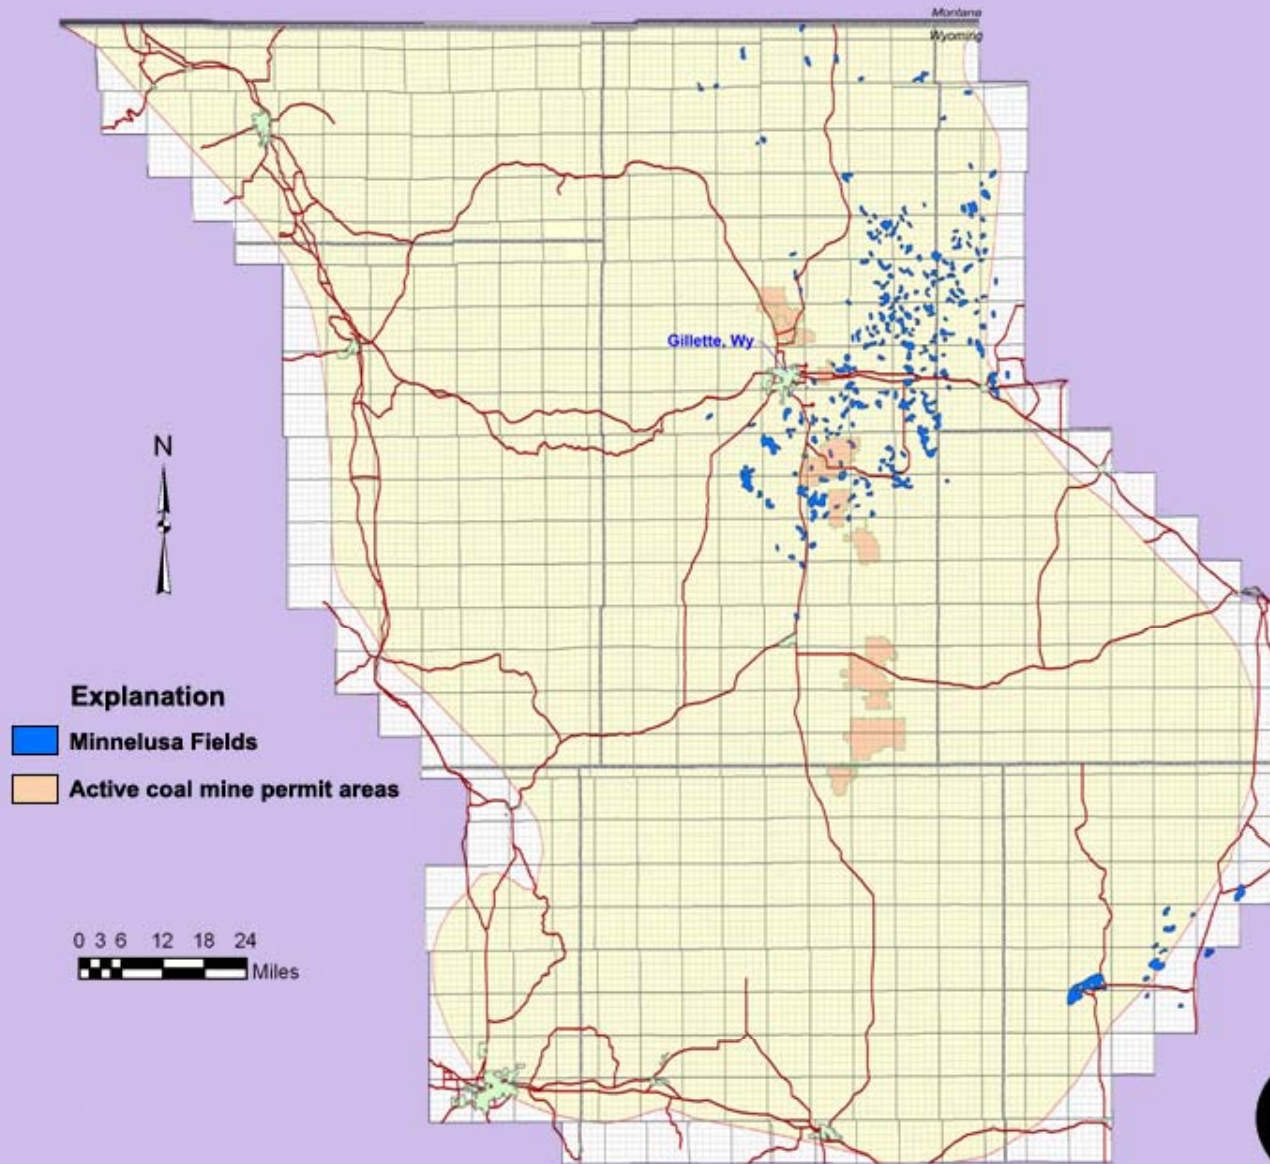 Montana
Wyoming
Gillette, Wy
N
Explanation
Minnelusa Fields
Active coal mine permit areas
0 3 6 12 18 24
Miles